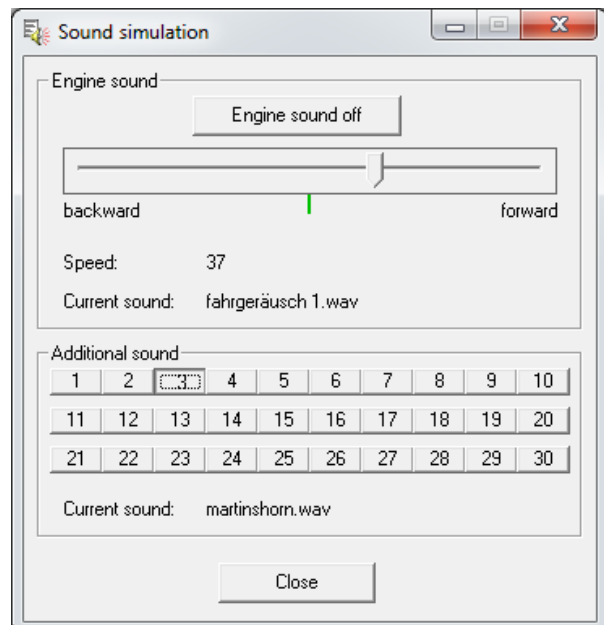 Sound simulation
Engine sound
Engine sound off
backward forward
Speed: 37
Current sound: fahrgeräusch 1.wav
Additional sound
1 2 3 4 5 6 7 8 9 10
11 12 13 14 15 16 17 18 19 20
21 22 23 24 25 26 27 28 29 30
Current sound: martinshorn.wav
Close